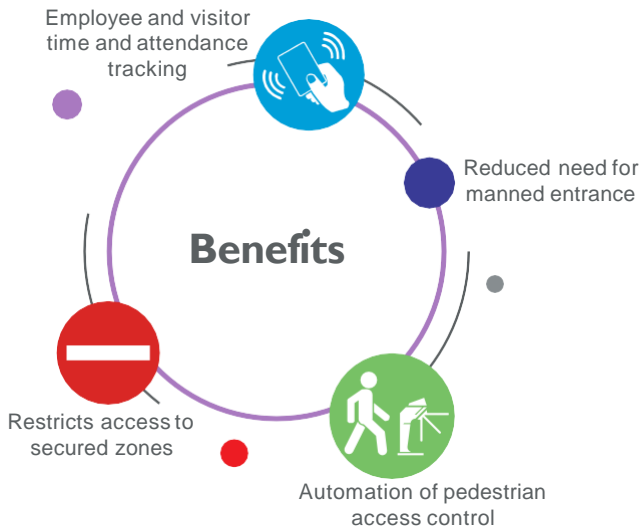 Employee and visitor
time and attendance
tracking
Reduced need for
manned entrance
Benefits
Restricts access to
secured zones
Automation of pedestrian
access control